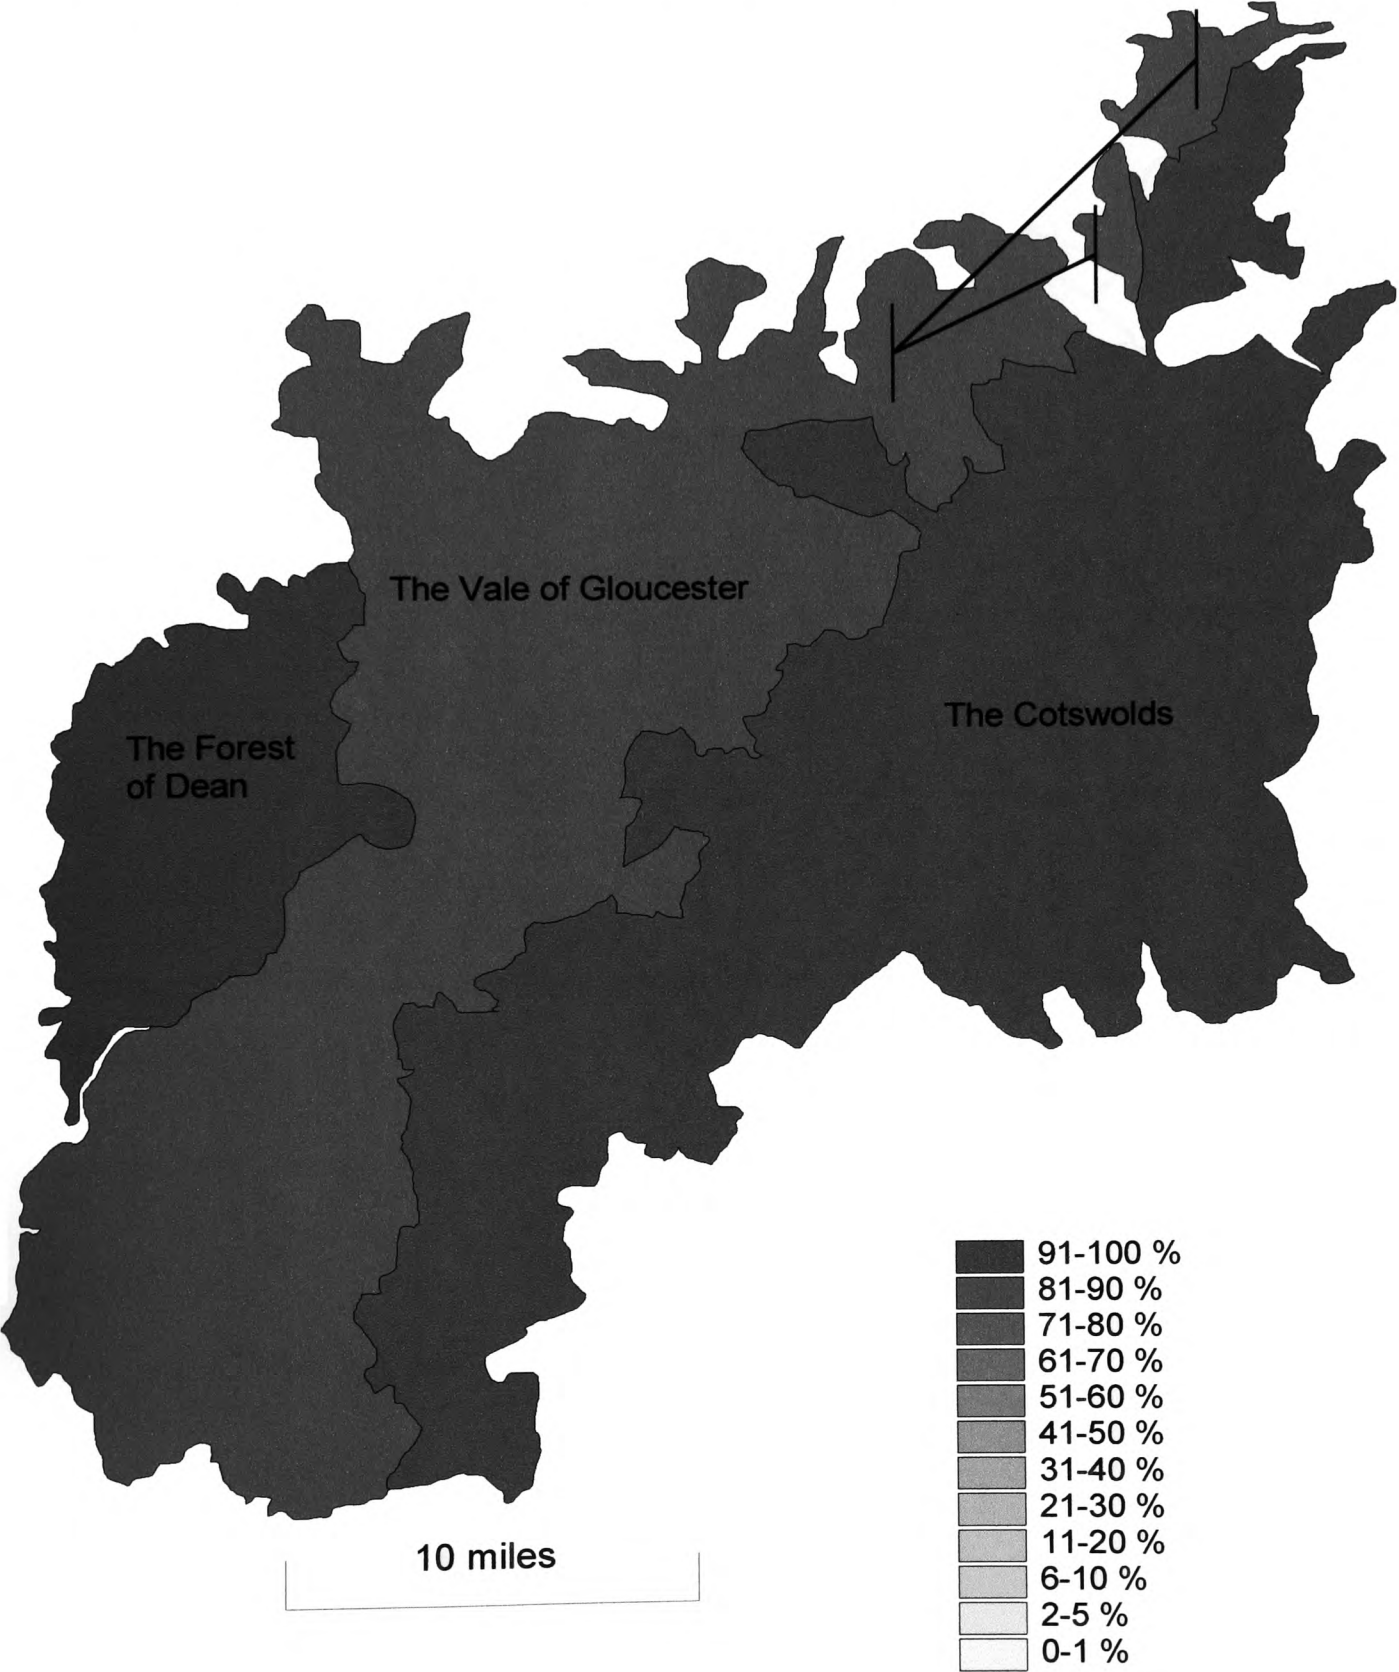 The Vale of Gloucester
The Cotswolds
The Forest
of Dean
91-100 %
81-90 %
71-80 %
61-70 %
51-60 %
41-50 %
31-40 %
21-30 %
11-20 %
6-10 %
2-5 %
0-1 %
10 miles